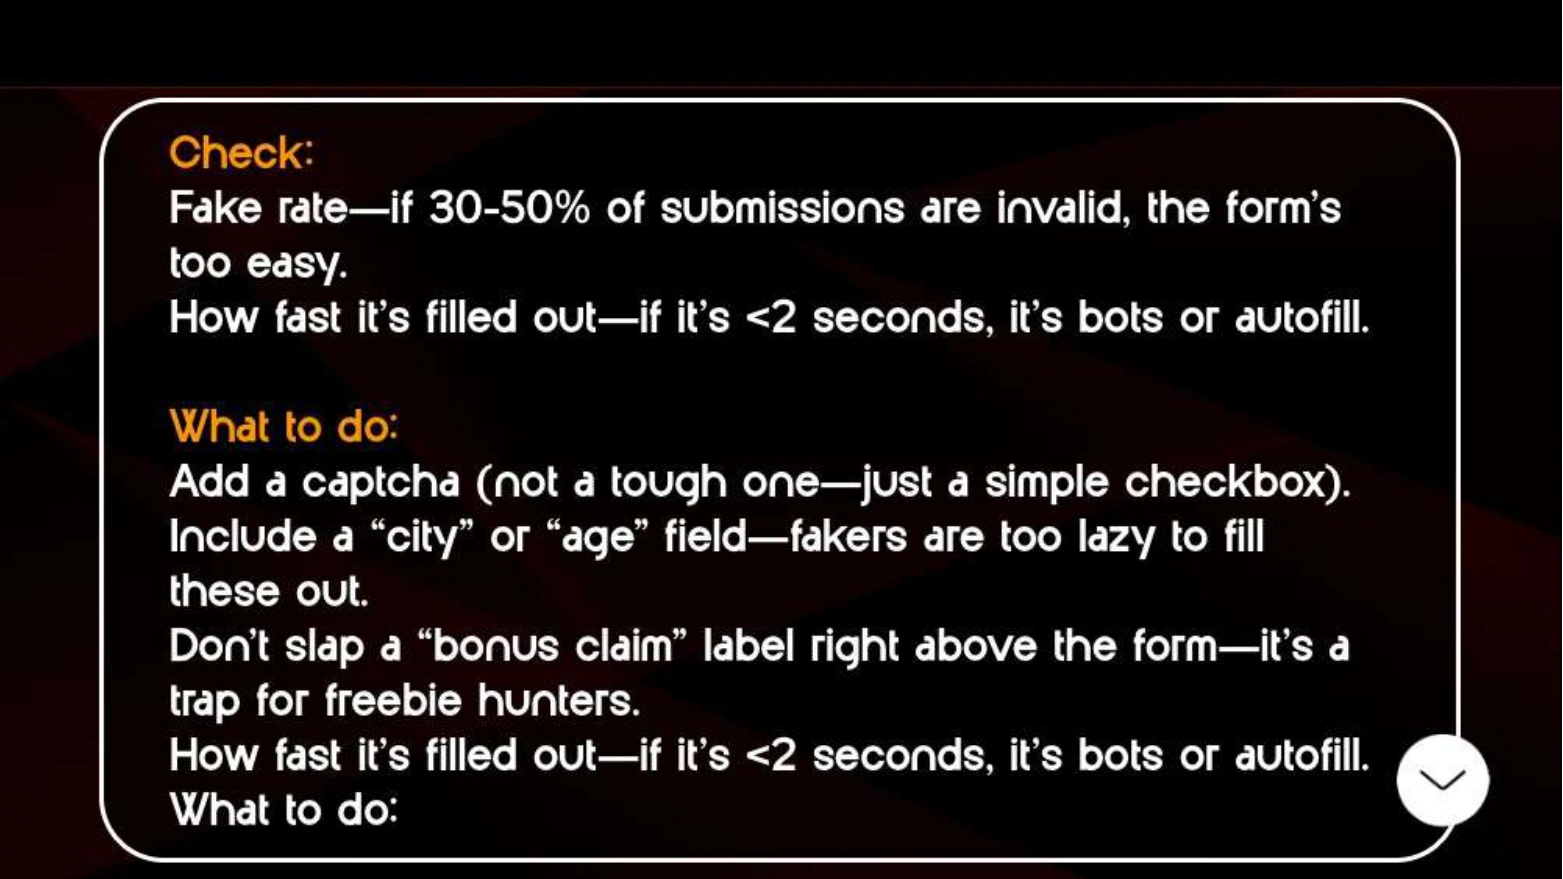 Check:
Fake rate—if 30-50% of submissions are invalid, the form’s
too easy.
How fast it’s filled out—if it’s <2 seconds, it’s bots or autofill.
What to do:
Add a captcha (not a tough one—just a simple checkbox).
Include a “city” or “age” field—fakers are too lazy to fill
these out.
Don’t slap a “bonus claim” label right above the form—it’s a
trap for freebie hunters.
How fast it’s filled out—if it’s <2 seconds, it’s bots or autofill.
What to do: